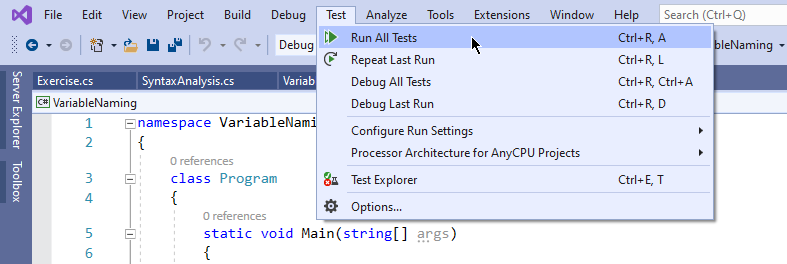 File Edit View Project Build Debug Test Analyze Tools Extensions Window Help Search (Ctrl+Q)
Debug
Naming
Run All Tests Ctrl+R, A
Repeat Last Run Ctrl+R, L
Debug All Tests Ctrl+R, Ctrl+A
Debug Last Run Ctrl+R, D
Configure Run Settings
Processor Architecture for AnyCPU Projects
Test Explorer Ctrl+E, T
Options...
Server Explorer
Toolbox
Exercise.cs SyntaxAnalysis.cs Variab
C# VariableNaming
1 namespace VariableNamin
2 {
0 references
3 class Program
4 {
0 references
5 static void Main(string[] args)
6 {